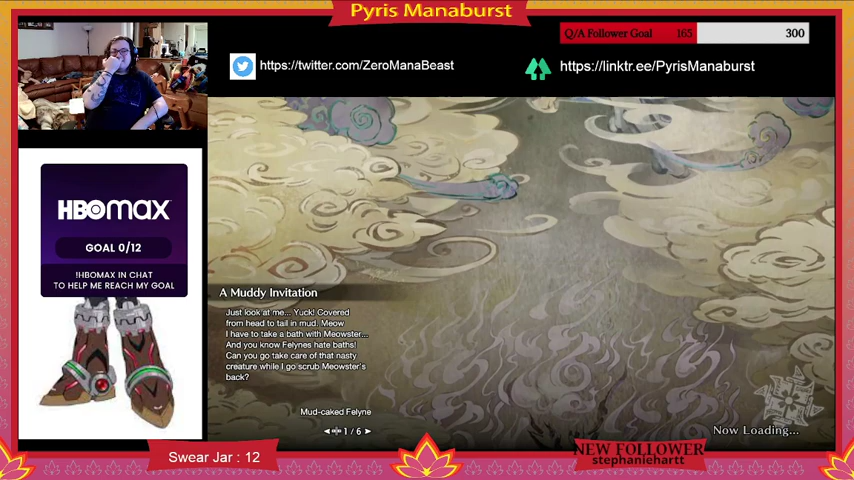 Pyris Manaburst
Q/A Follower Goal 165 300
https://twitter.com/ZeroManaBeast
https://linktr.ee/PyrisManaburst
HBOMAX
GOAL 0/12
!HBOMAX IN CHAT
TO HELP ME REACH MY GOAL
A Muddy Invitation
Just look at me... Yuck! Covered
from head to tail in mud. Meow
I have to take a bath with Meowster...
And you know Felynes hate baths!
Can you go take care of that nasty
creature while I go scrub Meowster's
back?
Mud-caked Felyne
1 / 6
Now Loading...
Swear Jar : 12
NEW FOLLOWER
stephaniehartt